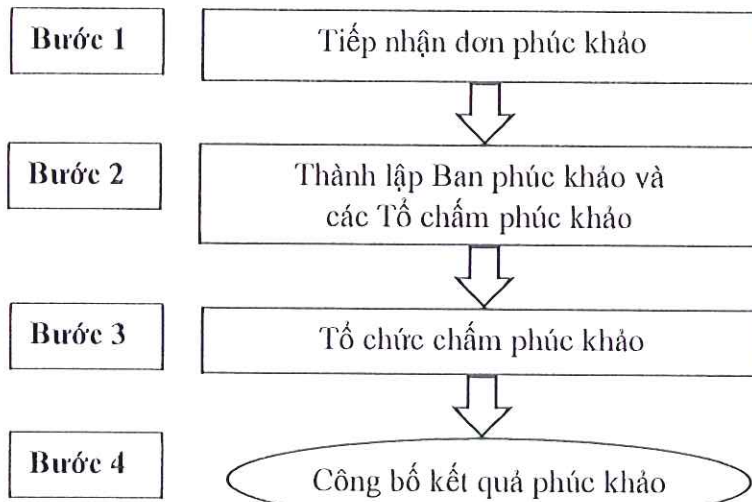 Bước 1
Tiếp nhận đơn phúc khảo
Bước 2
Thành lập Ban phúc khảo và
các Tổ chấm phúc khảo
Bước 3
Tổ chức chấm phúc khảo
Bước 4
Công bố kết quả phúc khảo